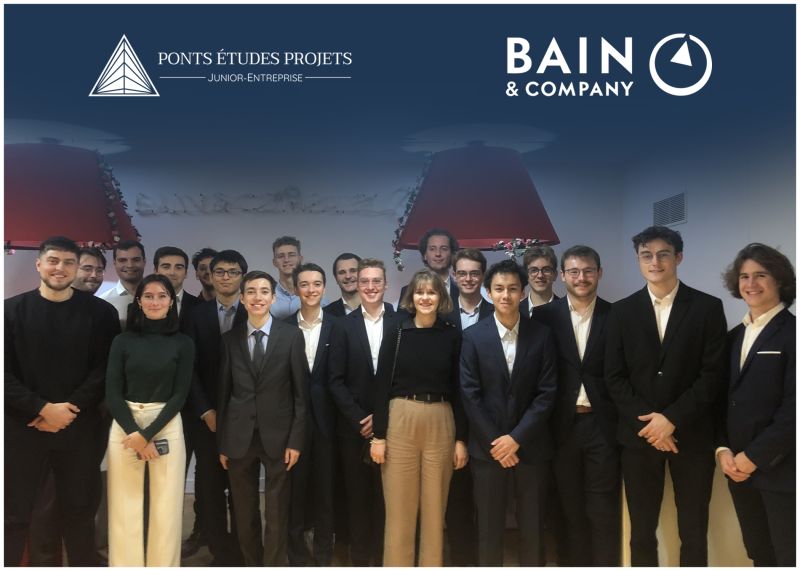 PONTS ÉTUDES PROJETS
JUNIOR-ENTREPRISE
BAIN
& COMPANY